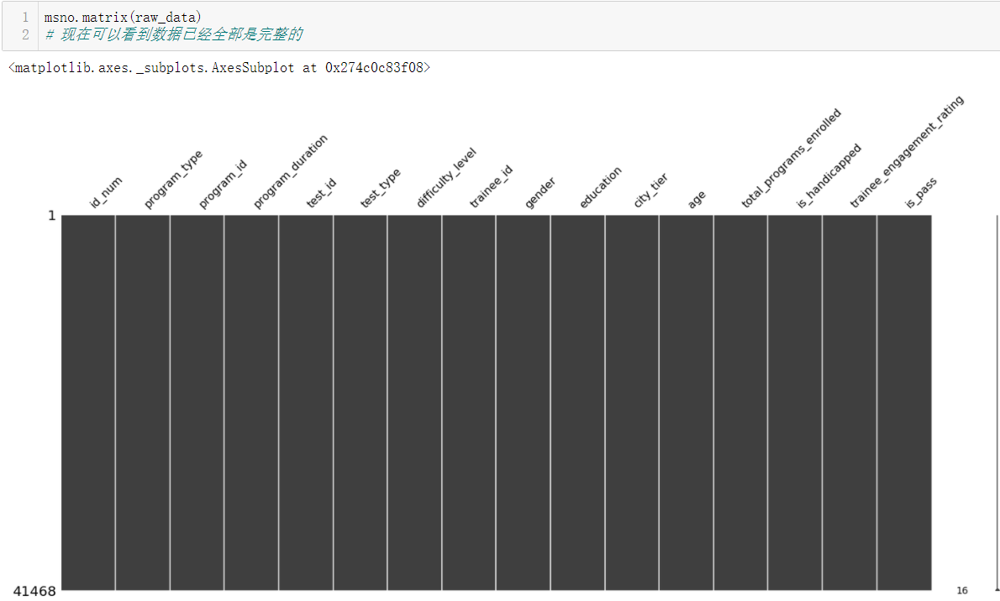 1 msno.matrix(raw_data)
2 # 现在可以看到数据已经全部是完整的
<matplotlib.axes._subplots.AxesSubplot at 0x274c0c83f08>
id_num
program_type
program_id
program_duration
test_id
test_type
difficulty_level
trainee_id
gender
education
city_tier
age
total_programs_enrolled
is_handicapped
trainee_engagement_rating
is_pass
1
41468
16